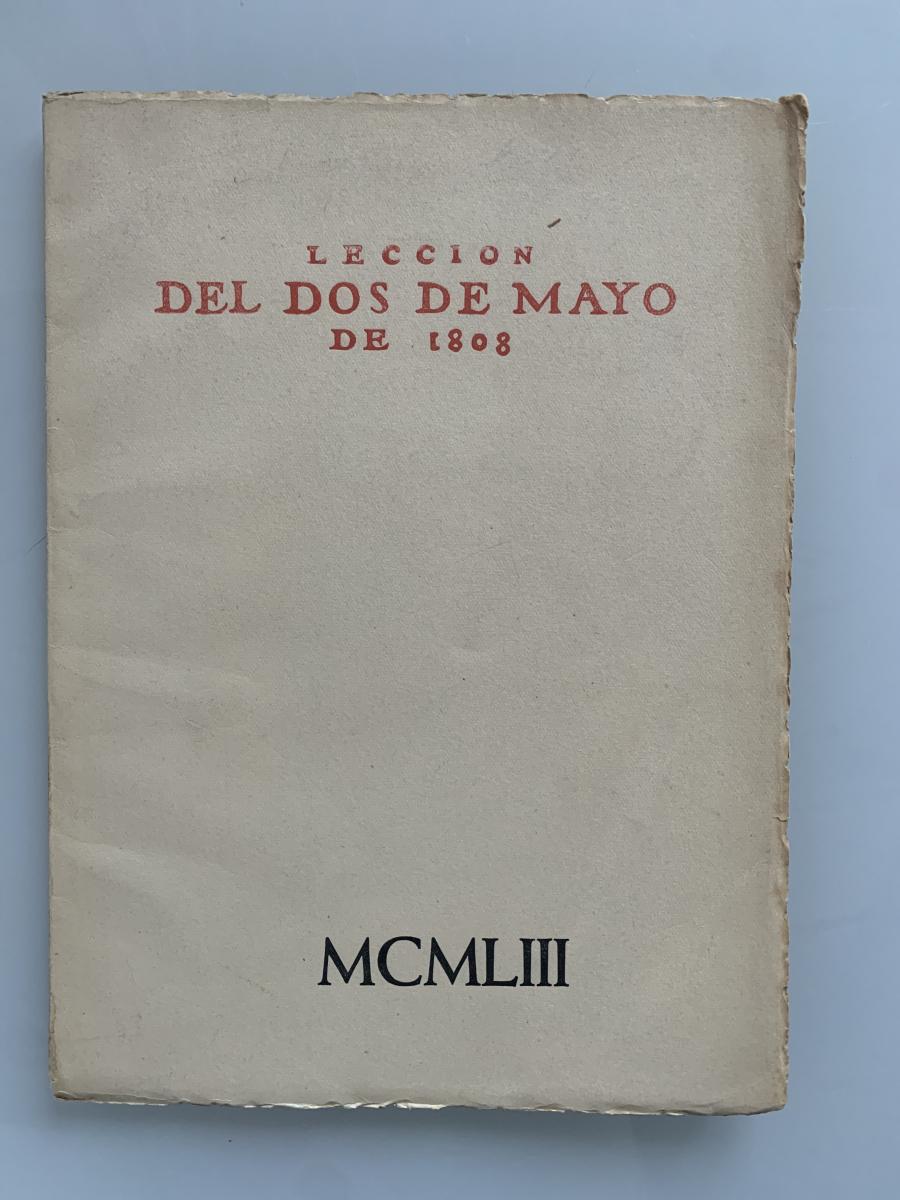 LECCION
DEL DOS DE MAYO
DE 1808
MCMLIII